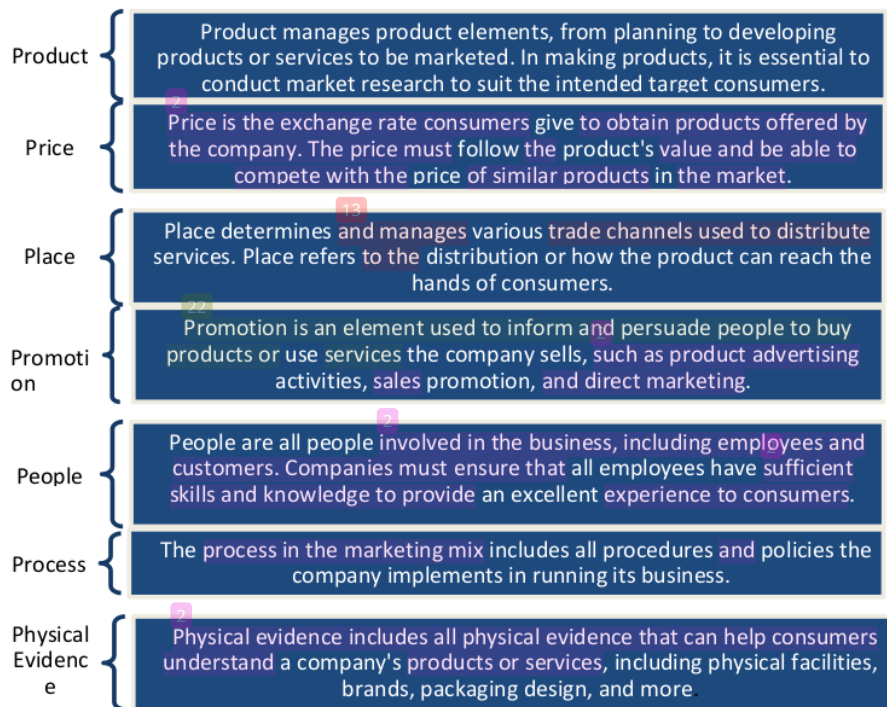 Product
Product manages product elements, from planning to developing
products or services to be marketed. In making products, it is essential to
conduct market research to suit the intended target consumers.
2
Price
Price is the exchange rate consumers give to obtain products offered by
the company. The price must follow the product's value and be able to
compete with the price of similar products in the market.
13
Place
Place determines and manages various trade channels used to distribute
services. Place refers to the distribution or how the product can reach the
hands of consumers.
22
Promoti
on
Promotion is an element used to inform and persuade people to buy
2
products or use services the company sells, such as product advertising
activities, sales promotion, and direct marketing.
2
People
People are all people involved in the business, including employees and
2
customers. Companies must ensure that all employees have sufficient
skills and knowledge to provide an excellent experience to consumers.
Process
The process in the marketing mix includes all procedures and policies the
company implements in running its business.
2
Physical
Evidenc
e
Physical evidence includes all physical evidence that can help consumers
understand a company's products or services, including physical facilities,
brands, packaging design, and more.